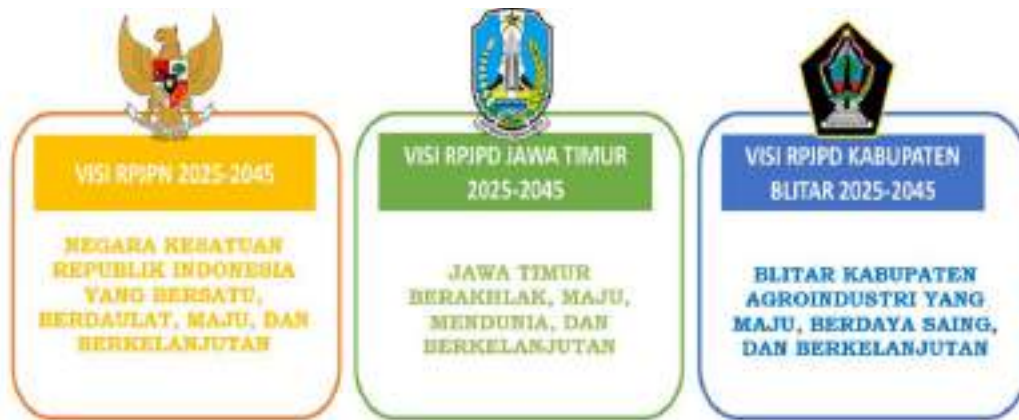 VISI RPJPN 2025-2045
NEGARA KESATUAN
REPUBLIK INDONESIA
YANG BERSATU,
BERDAULAT, MAJU, DAN
BERKELANJUTAN
VISI RPJPD JAWA TIMUR
2025-2045
JAWA TIMUR
BERAKHLAK, MAJU,
MENDUNIA, DAN
BERKELANJUTAN
VISI RPJPD KABUPATEN
BLITAR 2025-2045
BLITAR KABUPATEN
AGROINDUSTRI YANG
MAJU, BERDAYA SAING,
DAN BERKELANJUTAN